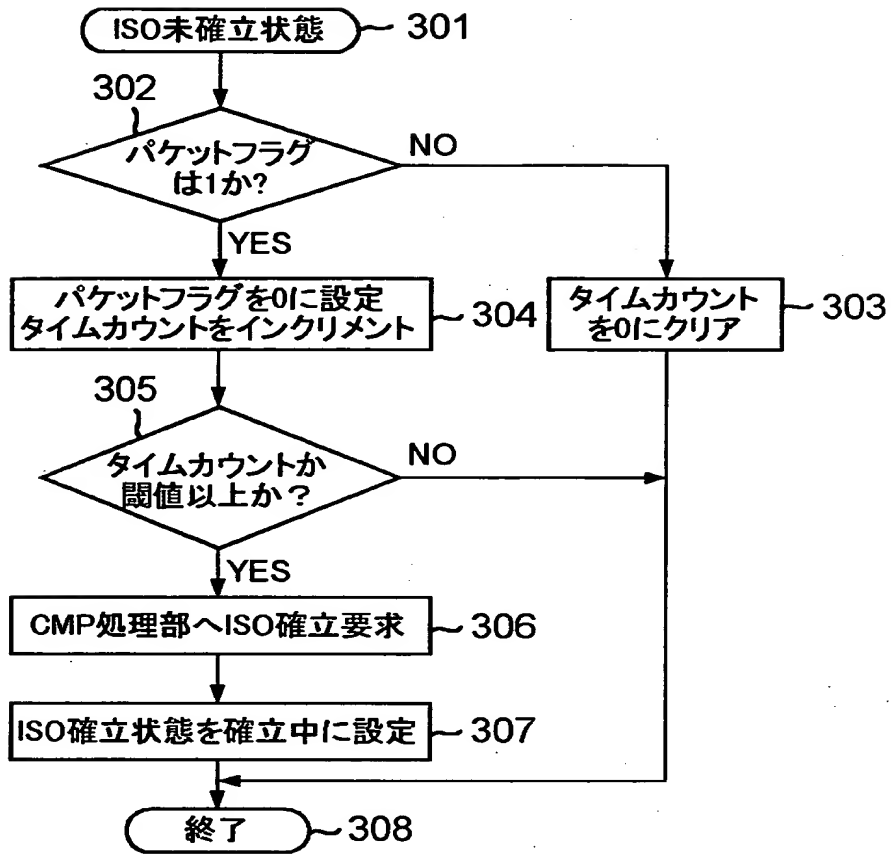 ISO未確立状態
301
302
パケットフラグ
は1か?
NO
YES
パケットフラグを0に設定
タイムカウントをインクリメント
304
タイムカウント
を0にクリア
303
305
タイムカウントか
閾値以上か？
NO
YES
CMP処理部へISO確立要求
306
ISO確立状態を確立中に設定
307
終了
308